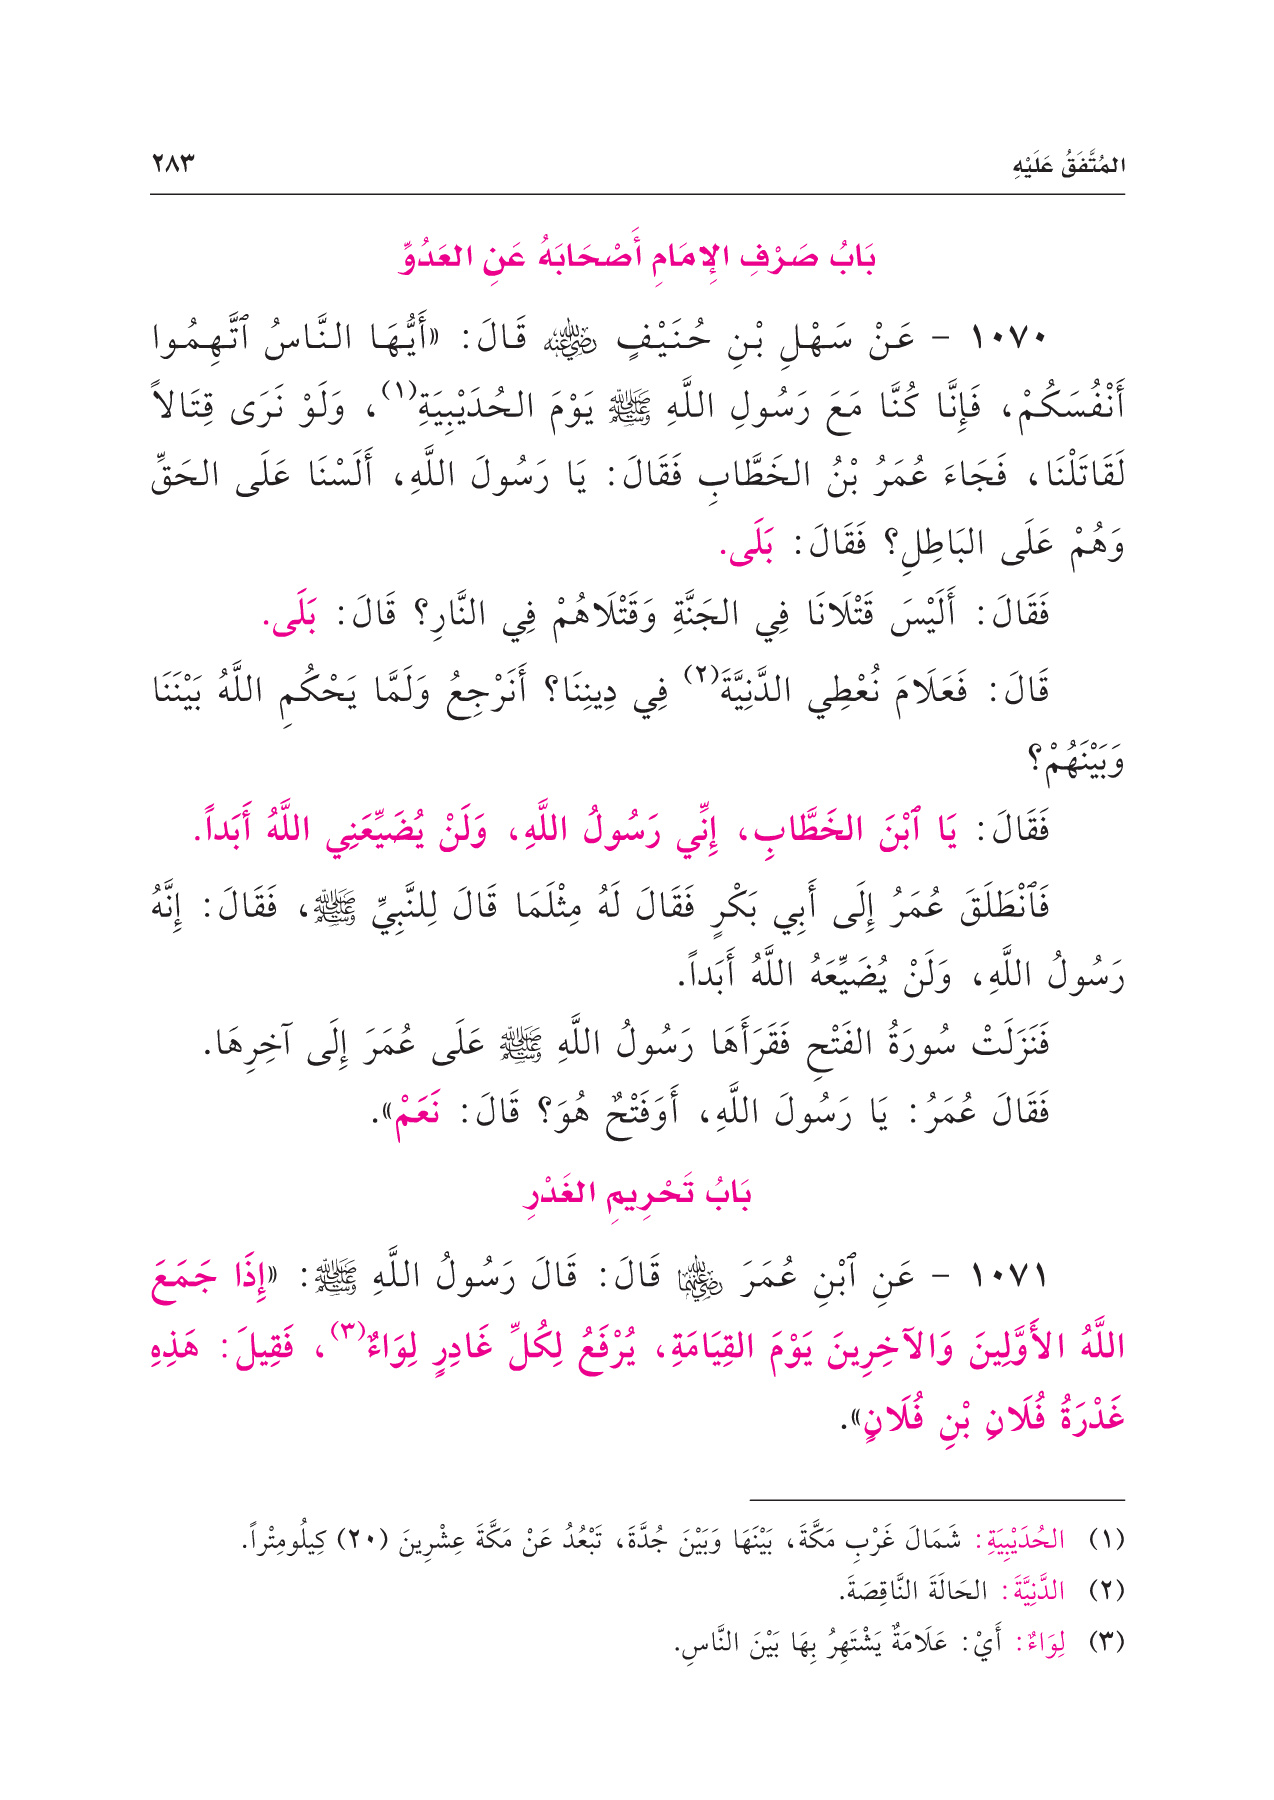 المُتَّفَقُ عَلَيْهِ ٢٨٣
بَابُ صَرْفِ الإِمَامِ أَصْحَابَهُ عَنِ العَدُوِّ
١٠٧٠ - عَنْ سَهْلِ بْنِ حُنَيْفٍ رضي الله عنه قَالَ: «أَيُّهَا النَّاسُ ٱتَّهِمُوا
أَنْفُسَكُمْ، فَإِنَّا كُنَّا مَعَ رَسُولِ اللَّهِ ﷺ يَوْمَ الحُدَيْبِيَةِ(١)، وَلَوْ نَرَى قِتَالاً
لَقَاتَلْنَا، فَجَاءَ عُمَرُ بْنُ الخَطَّابِ فَقَالَ: يَا رَسُولَ اللَّهِ، أَلَسْنَا عَلَى الحَقِّ
وَهُمْ عَلَى البَاطِلِ؟ فَقَالَ: بَلَى.
فَقَالَ: أَلَيْسَ قَتْلَانَا فِي الجَنَّةِ وَقَتْلَاهُمْ فِي النَّارِ؟ قَالَ: بَلَى.
قَالَ: فَعَلَامَ نُعْطِي الدَّنِيَّةَ(٢) فِي دِينِنَا؟ أَنَرْجِعُ وَلَمَّا يَحْكُمِ اللَّهُ بَيْنَنَا
وَبَيْنَهُمْ؟
فَقَالَ: يَا ٱبْنَ الخَطَّابِ، إِنِّي رَسُولُ اللَّهِ، وَلَنْ يُضَيِّعَنِي اللَّهُ أَبَداً.
فَٱنْطَلَقَ عُمَرُ إِلَى أَبِي بَكْرٍ فَقَالَ لَهُ مِثْلَمَا قَالَ لِلنَّبِيِّ ﷺ، فَقَالَ: إِنَّهُ
رَسُولُ اللَّهِ، وَلَنْ يُضَيِّعَهُ اللَّهُ أَبَداً.
فَنَزَلَتْ سُورَةُ الفَتْحِ فَقَرَأَهَا رَسُولُ اللَّهِ ﷺ عَلَى عُمَرَ إِلَى آخِرِهَا.
فَقَالَ عُمَرُ: يَا رَسُولَ اللَّهِ، أَوَفَتْحٌ هُوَ؟ قَالَ: نَعَمْ».
بَابُ تَحْرِيمِ الغَدْرِ
١٠٧١ - عَنِ ٱبْنِ عُمَرَ رضي الله عنهما قَالَ: قَالَ رَسُولُ اللَّهِ ﷺ: «إِذَا جَمَعَ
اللَّهُ الأَوَّلِينَ وَالآخِرِينَ يَوْمَ القِيَامَةِ، يُرْفَعُ لِكُلِّ غَادِرٍ لِوَاءٌ(٣)، فَقِيلَ: هَذِهِ
غَدْرَةُ فُلَانِ بْنِ فُلَانٍ».
(١) الحُدَيْبِيَةِ: شَمَالَ غَرْبِ مَكَّةَ، بَيْنَهَا وَبَيْنَ جُدَّةَ، تَبْعُدُ عَنْ مَكَّةَ عِشْرِينَ (٢٠) كِيلُومِتْراً.
(٢) الدَّنِيَّةَ: الحَالَةَ النَّاقِصَةَ.
(٣) لِوَاءٌ: أَيْ: عَلَامَةٌ يَشْتَهِرُ بِهَا بَيْنَ النَّاسِ.